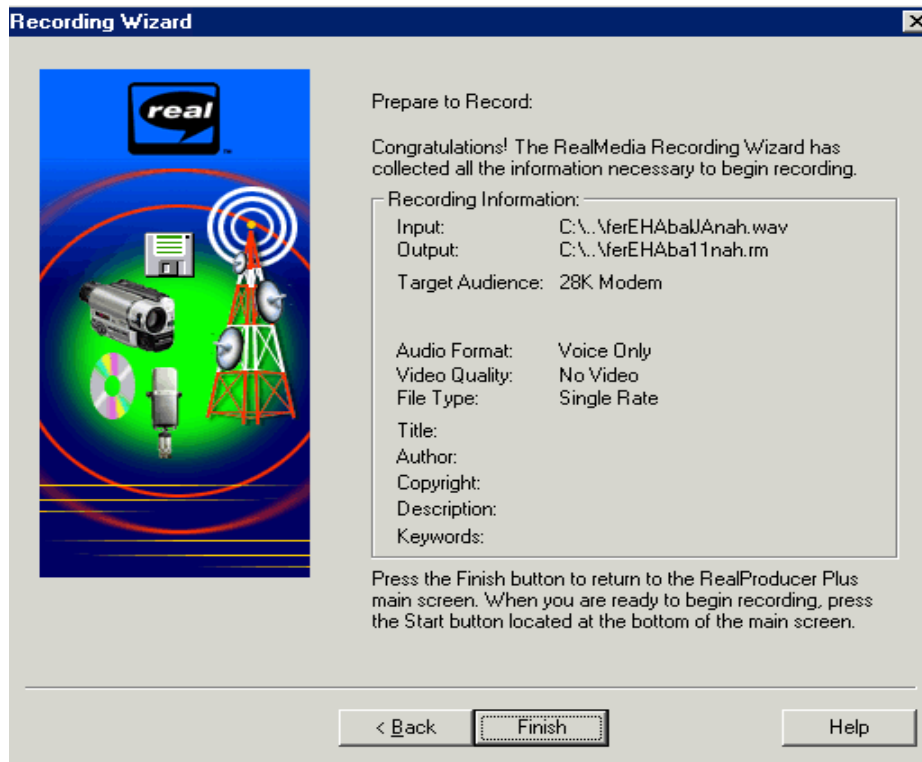 Recording Wizard
real
Prepare to Record:
Congratulations! The RealMedia Recording Wizard has
collected all the information necessary to begin recording.
Recording Information:
Input: C:\..\ferEHAbalJAnah.wav
Output: C:\..\ferEHAba11nah.rm
Target Audience: 28K Modem
Audio Format: Voice Only
Video Quality: No Video
File Type: Single Rate
Title:
Author:
Copyright:
Description:
Keywords:
Press the Finish button to return to the RealProducer Plus
main screen. When you are ready to begin recording, press
the Start button located at the bottom of the main screen.
< Back Finish Help